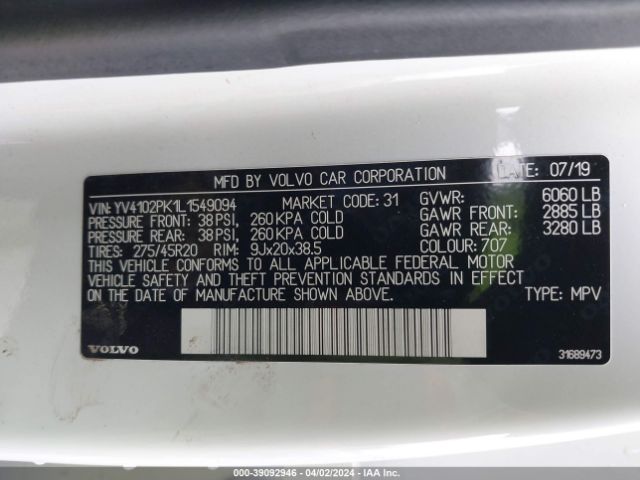 MFD BY VOLVO CAR CORPORATION DATE: 07/19
VIN: YV4102PK1L1549094 MARKET CODE: 31 GVWR: 6060 LB
PRESSURE FRONT: 38 PSI, 260 KPA COLD GAWR FRONT: 2885 LB
PRESSURE REAR: 38 PSI, 260 KPA COLD GAWR REAR: 3280 LB
TIRES: 275/45R20 RIM: 9Jx20x38.5 COLOUR: 707
THIS VEHICLE CONFORMS TO ALL APPLICABLE FEDERAL MOTOR
VEHICLE SAFETY AND THEFT PREVENTION STANDARDS IN EFFECT
ON THE DATE OF MANUFACTURE SHOWN ABOVE. TYPE: MPV
VOLVO 31689473
000-39092946 - 04/02/2024 - IAA Inc.